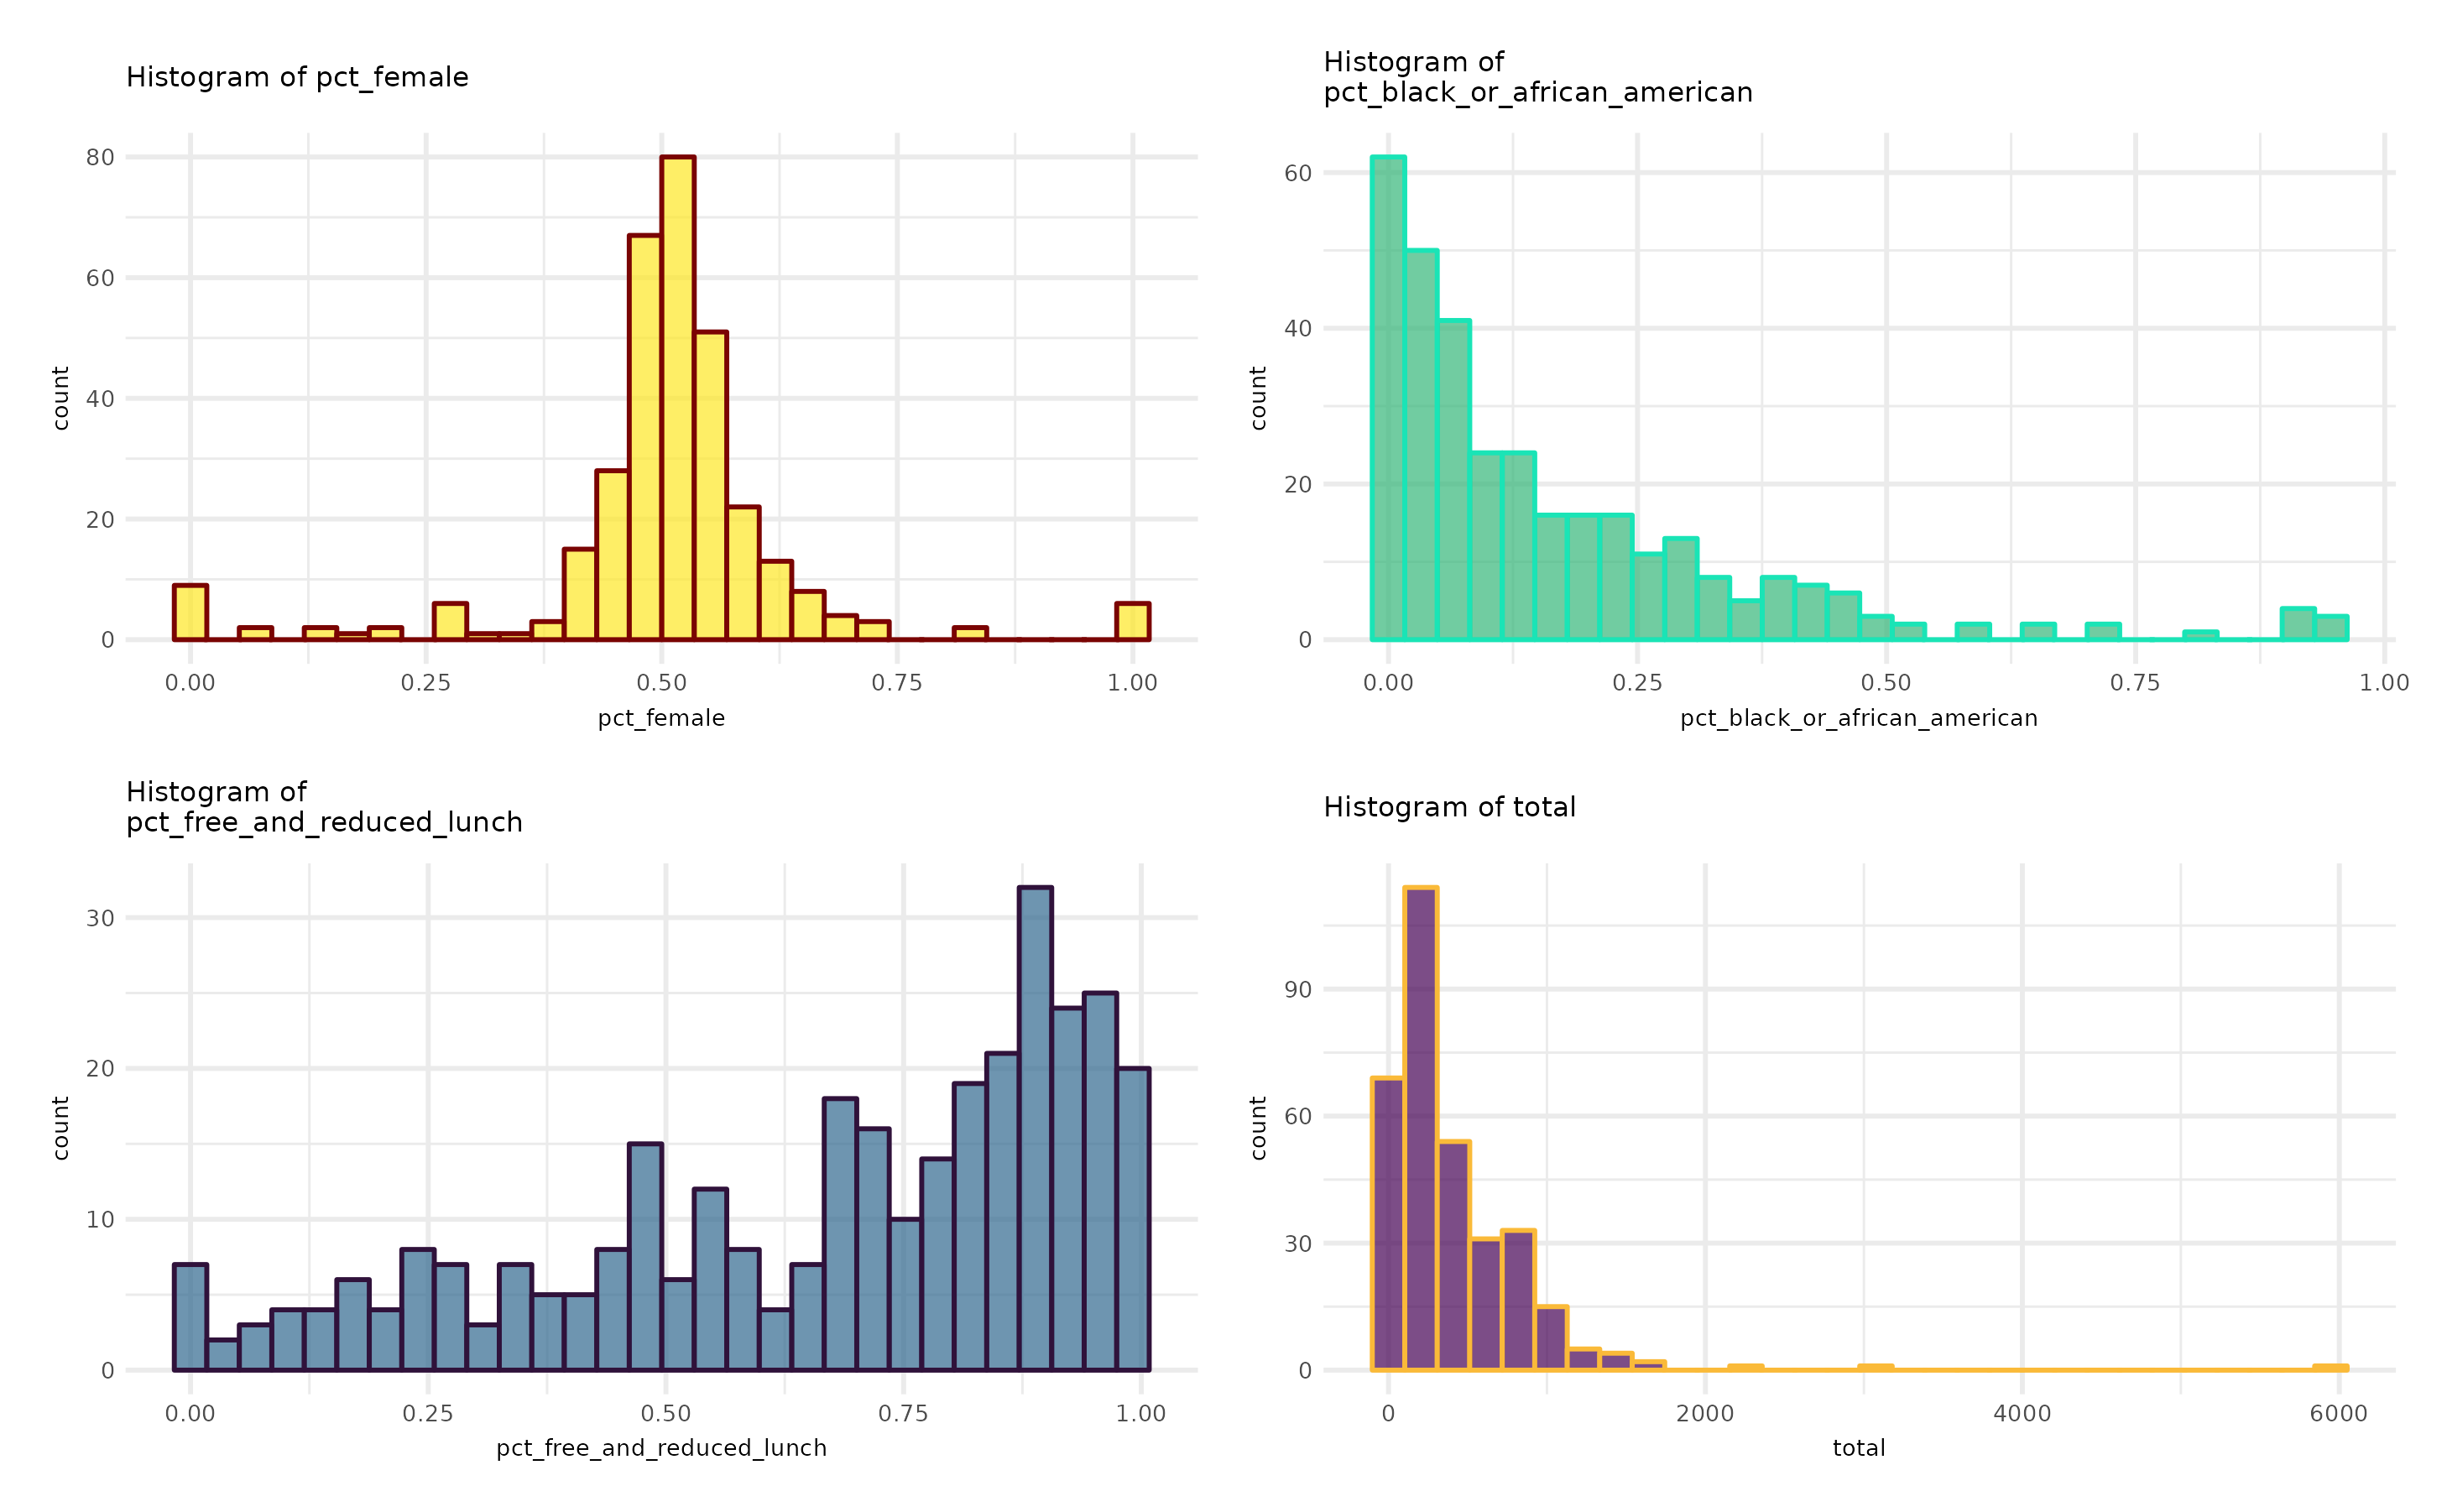 Histogram of pct_female
80
60
40
20
0
count
0.00 0.25 0.50 0.75 1.00
pct_female
Histogram of
pct_black_or_african_american
60
40
20
0
count
0.00 0.25 0.50 0.75 1.00
pct_black_or_african_american
Histogram of
pct_free_and_reduced_lunch
30
20
10
0
count
0.00 0.25 0.50 0.75 1.00
pct_free_and_reduced_lunch
Histogram of total
90
60
30
0
count
0 2000 4000 6000
total